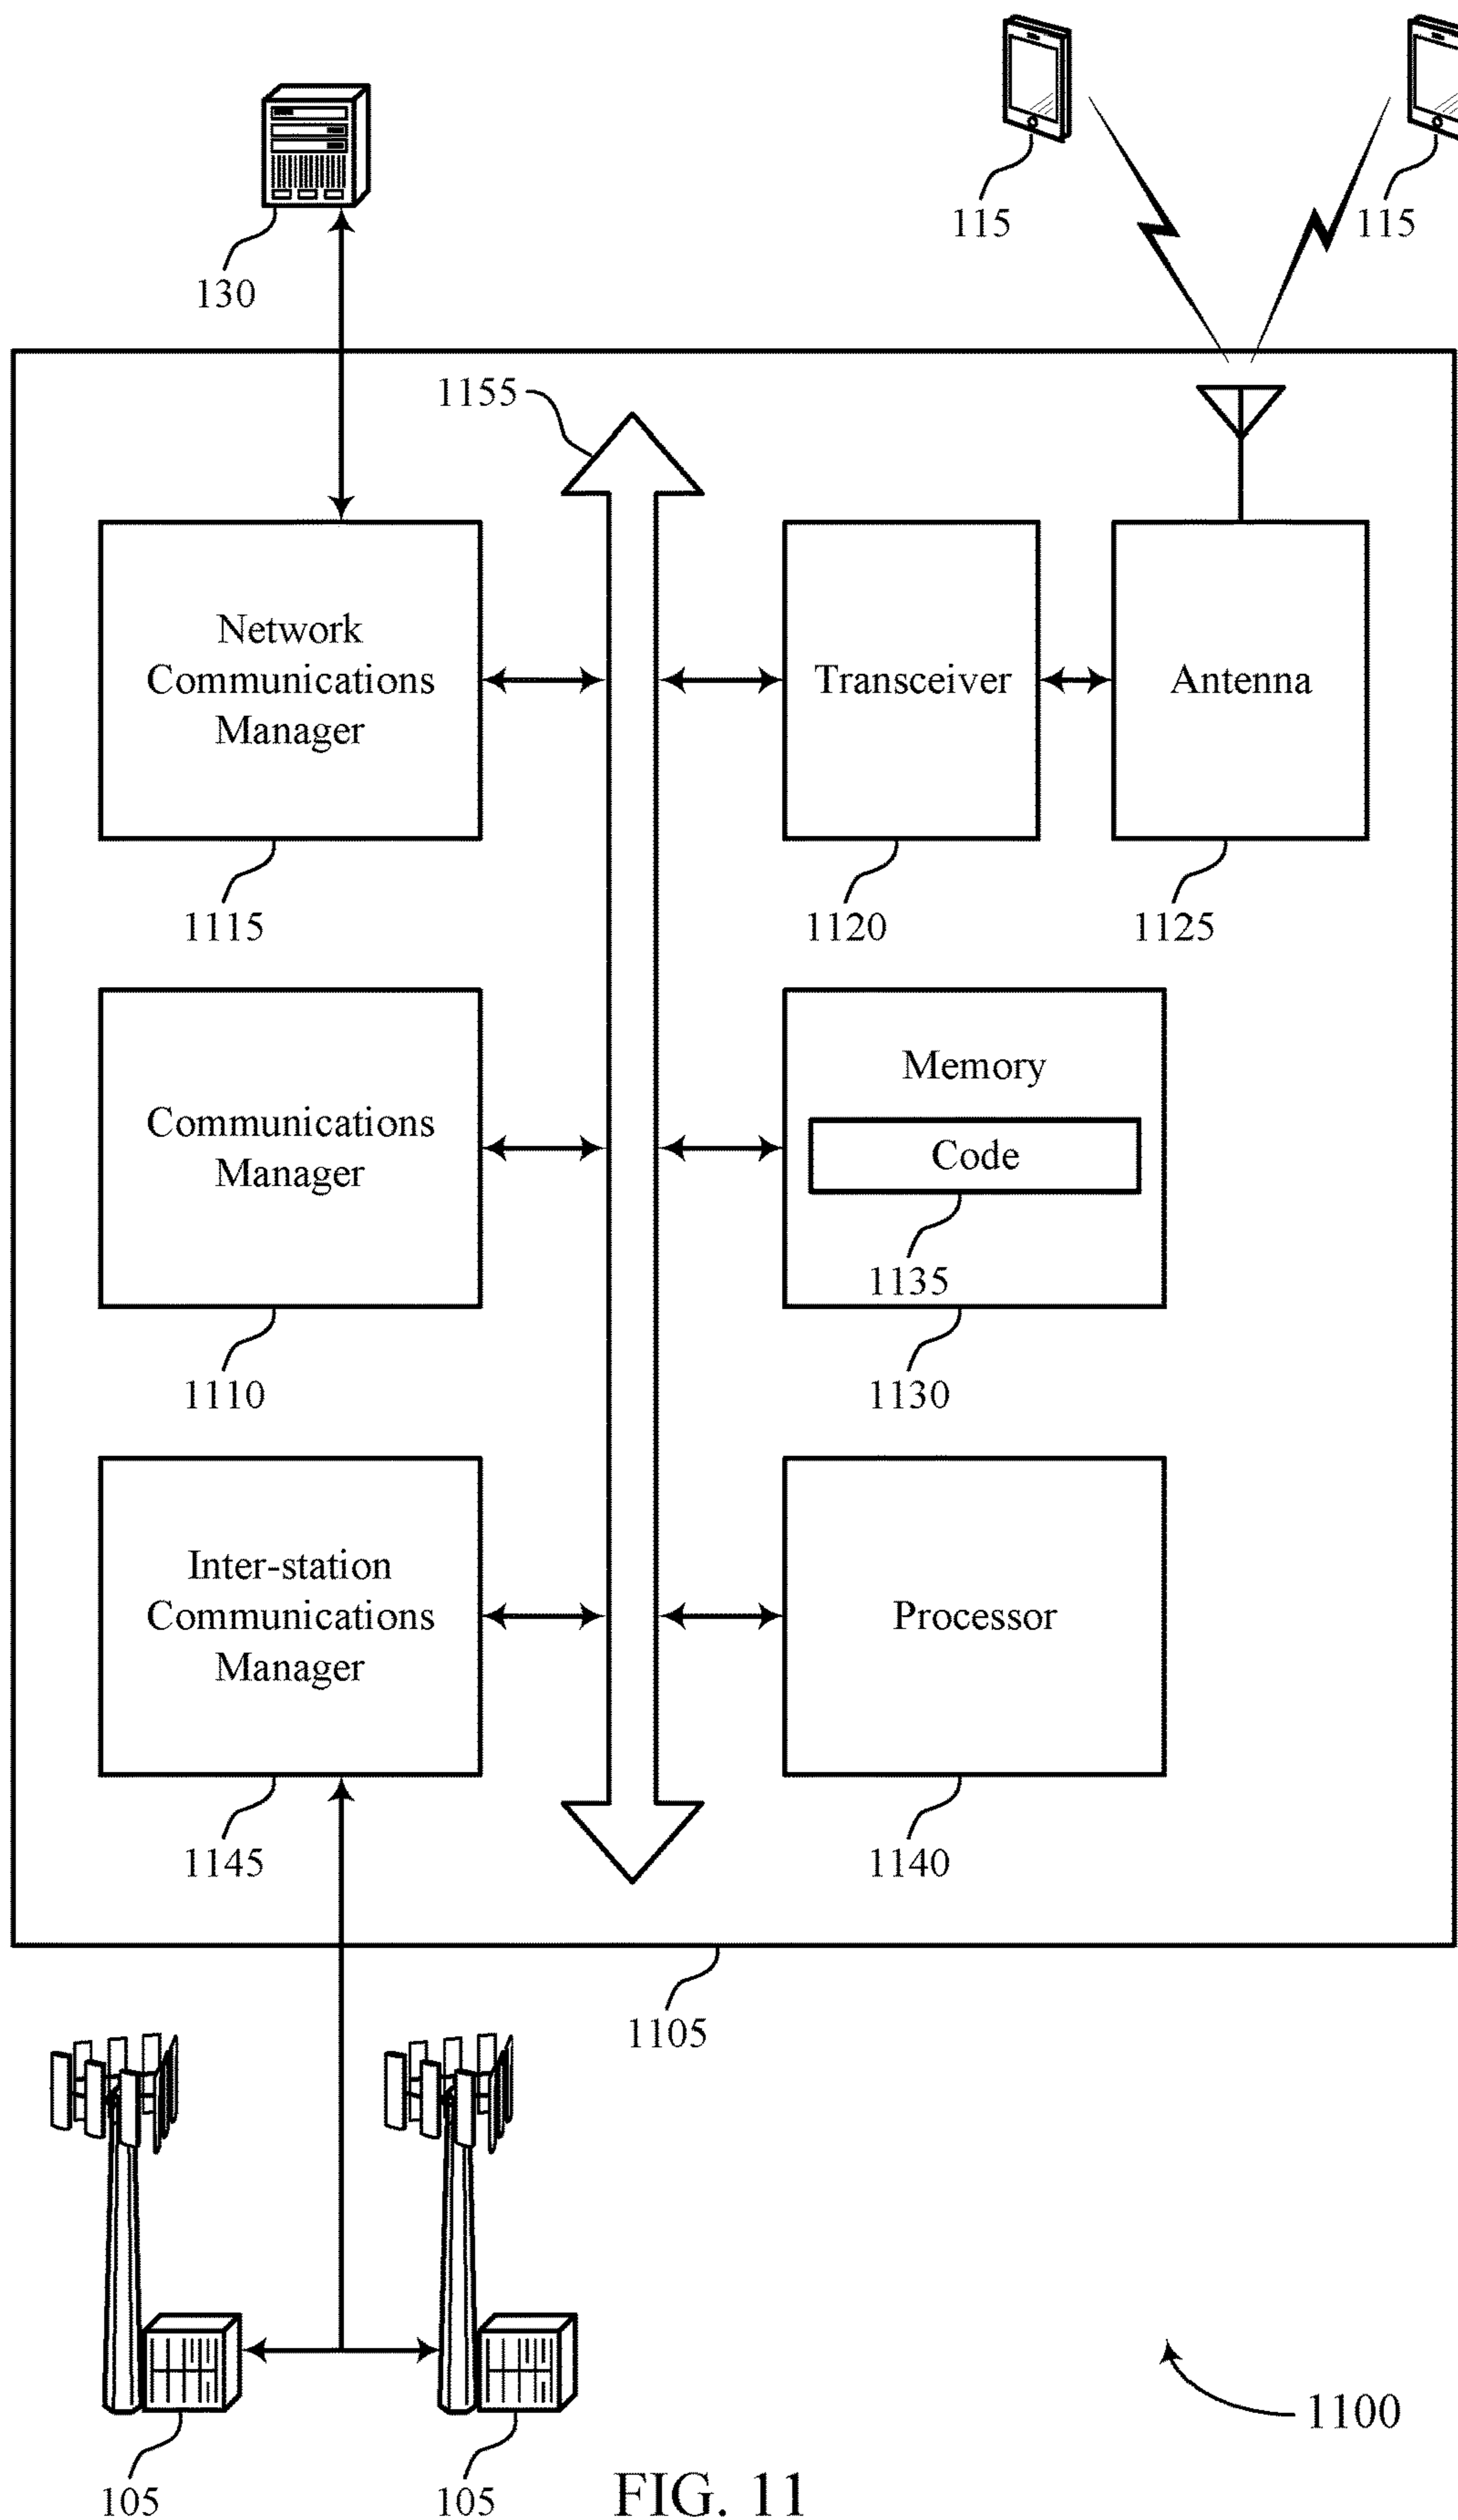 115
115
130
1155
Network
Communications
Manager
Transceiver
Antenna
1115
1120
1125
Communications
Manager
Memory
Code
1135
1110
1130
Inter-station
Communications
Manager
Processor
1145
1140
1105
1100
105
105
FIG. 11